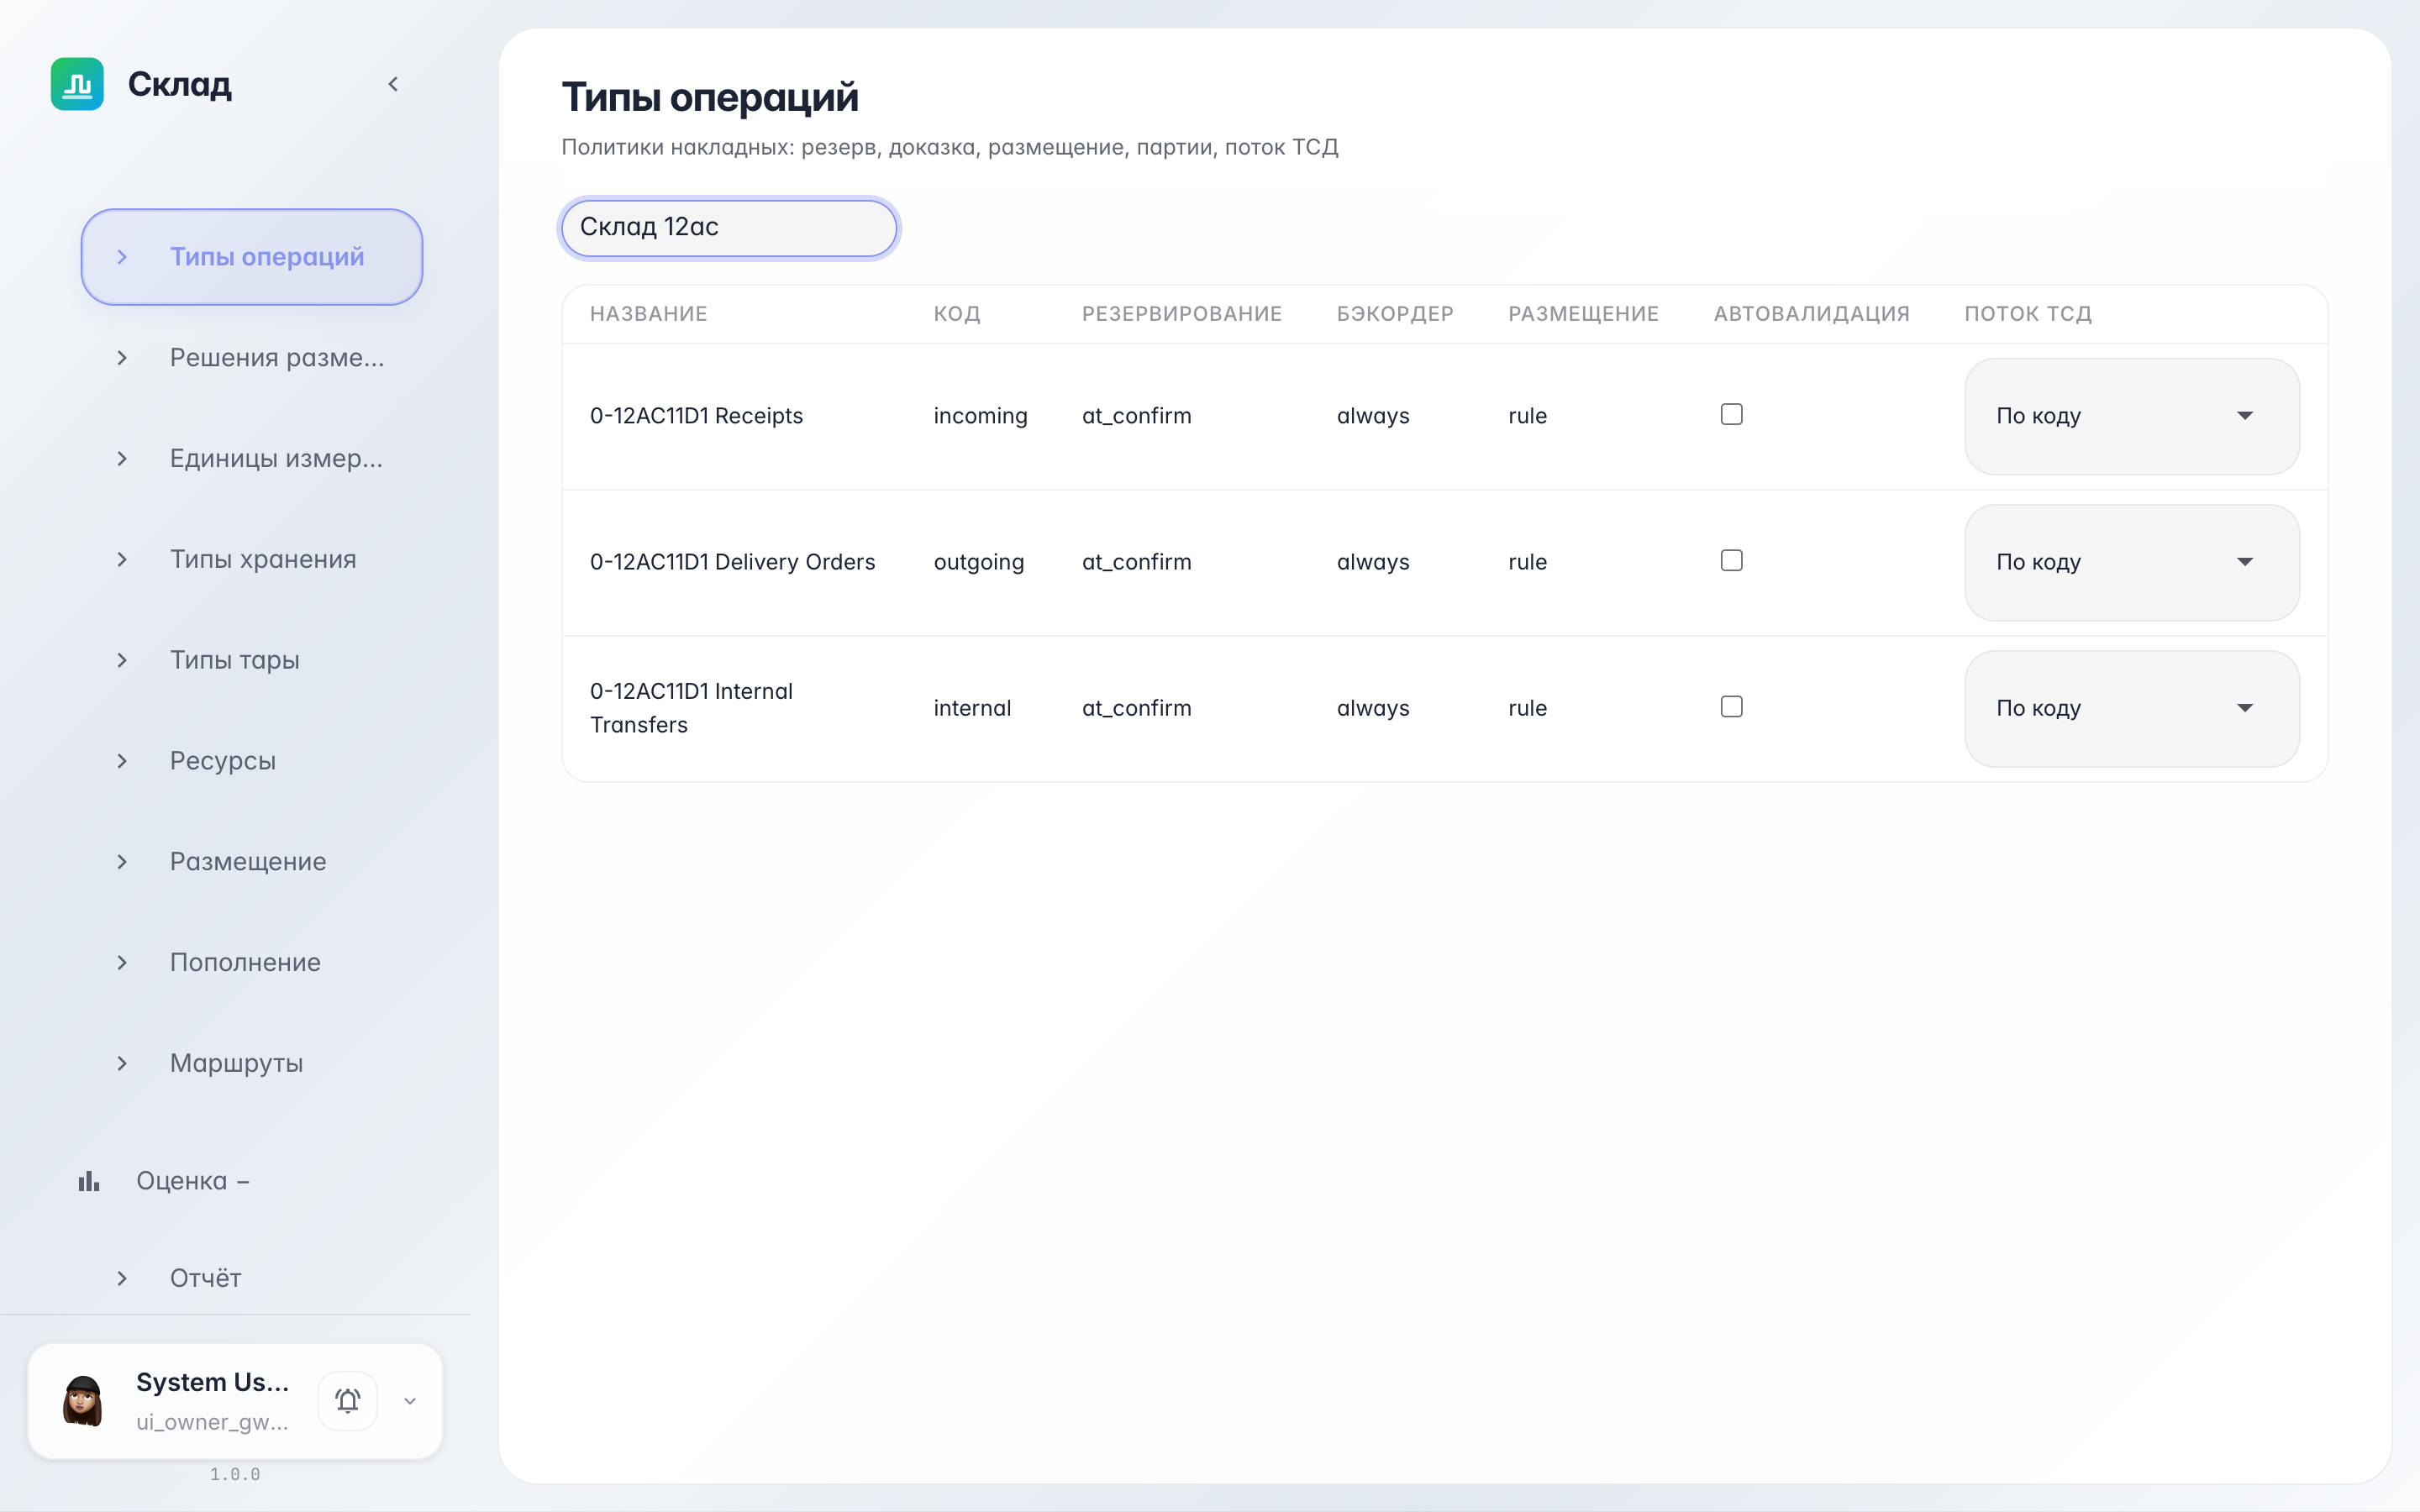 Склад
Типы операций
Решения разме...
Единицы измер...
Типы хранения
Типы тары
Ресурсы
Размещение
Пополнение
Маршруты
Оценка –
Отчёт
System Us...
ui_owner_gw...
1.0.0
Типы операций
Политики накладных: резерв, доказка, размещение, партии, поток ТСД
Склад 12ac
НАЗВАНИЕ КОД РЕЗЕРВИРОВАНИЕ БЭКОРДЕР РАЗМЕЩЕНИЕ АВТОВАЛИДАЦИЯ ПОТОК ТСД
0-12AC11D1 Receipts incoming at_confirm always rule По коду
0-12AC11D1 Delivery Orders outgoing at_confirm always rule По коду
0-12AC11D1 Internal
Transfers internal at_confirm always rule По коду